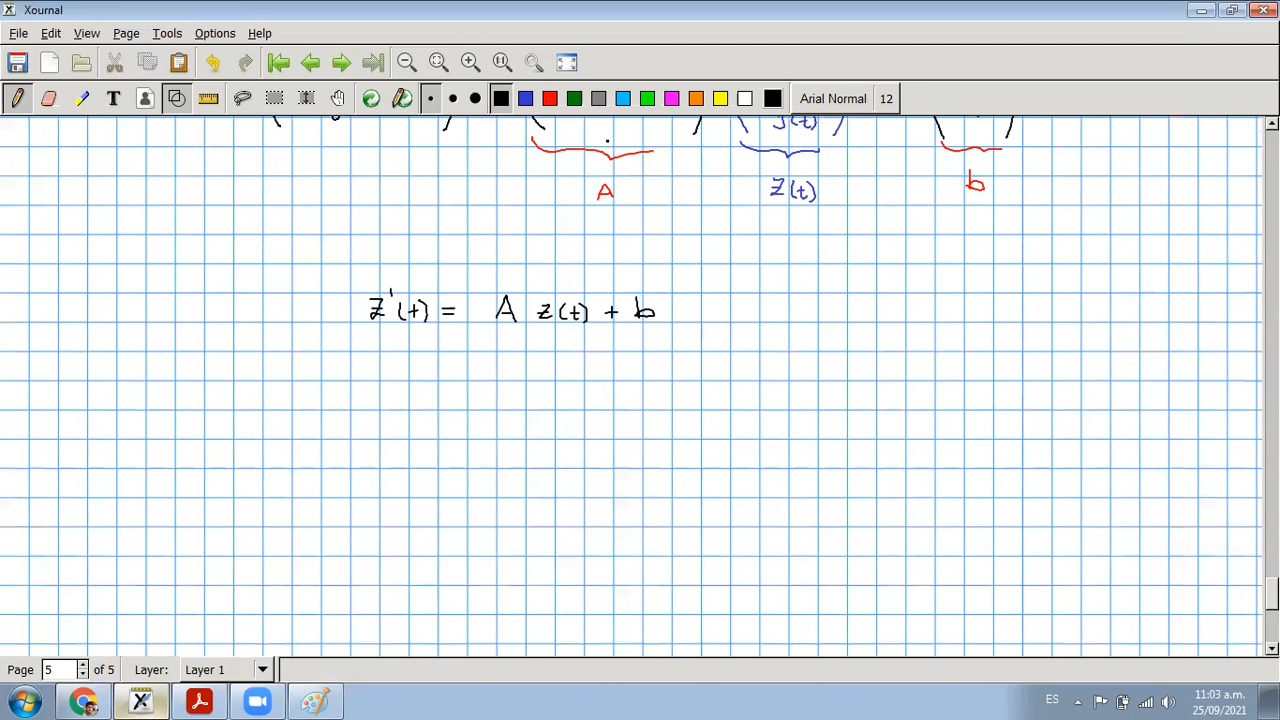 Xournal
File Edit View Page Tools Options Help
Arial Normal 12
y(t)
A z(t) b
z'(t) = A z(t) + b
Page 5 of 5 Layer: Layer 1
ES 11:03 a.m.
25/09/2021